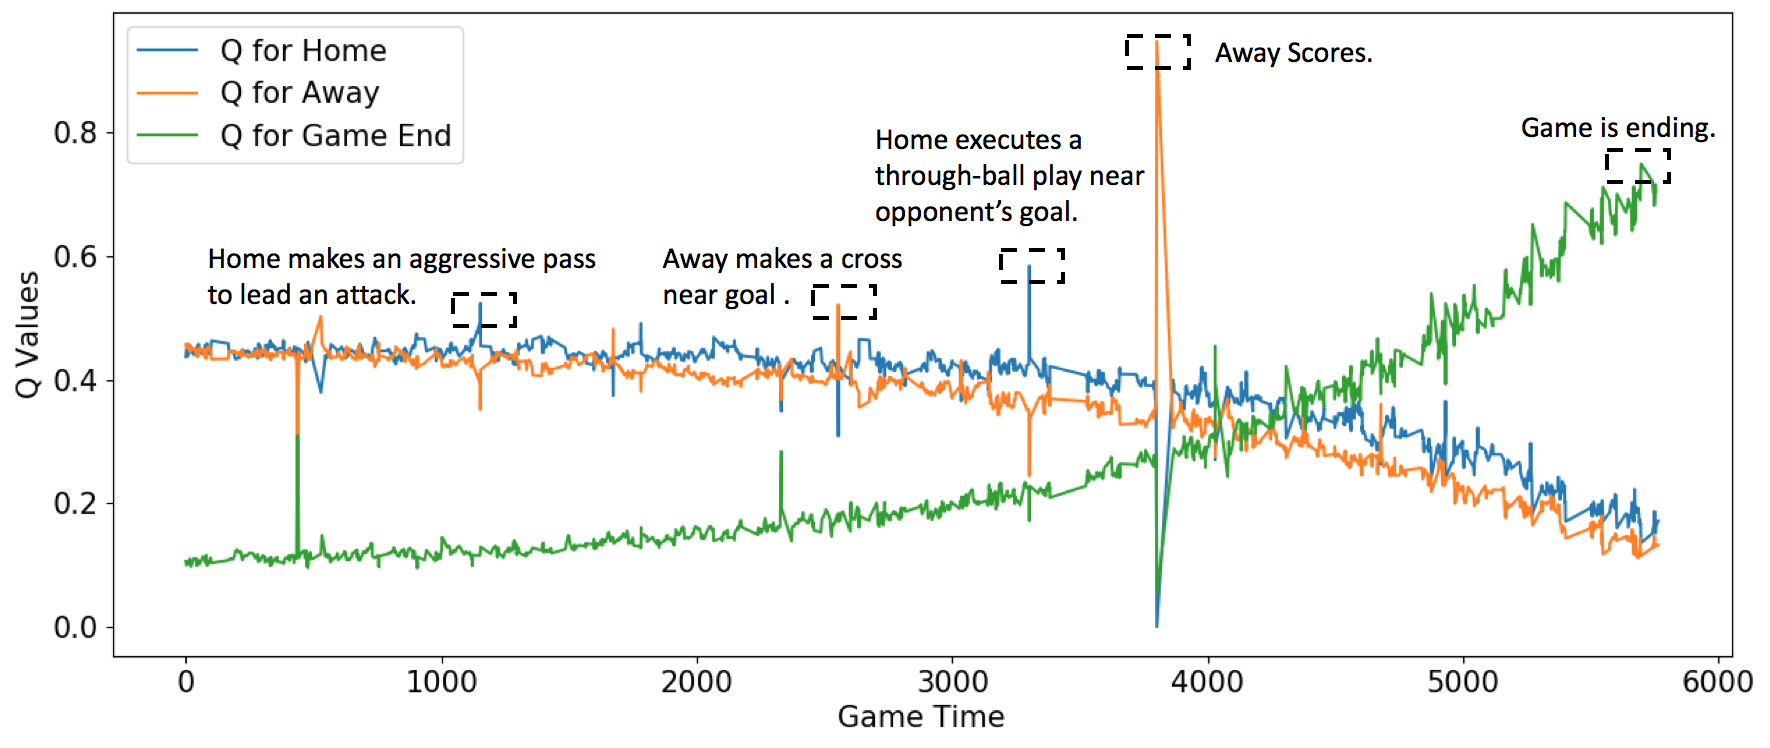 Q for Home
Q for Away
Q for Game End
Away Scores.
Game is ending.
Home executes a
through-ball play near
opponent’s goal.
Home makes an aggressive pass
to lead an attack.
Away makes a cross
near goal .
Q Values
0.8
0.6
0.4
0.2
0.0
0 1000 2000 3000 4000 5000 6000
Game Time